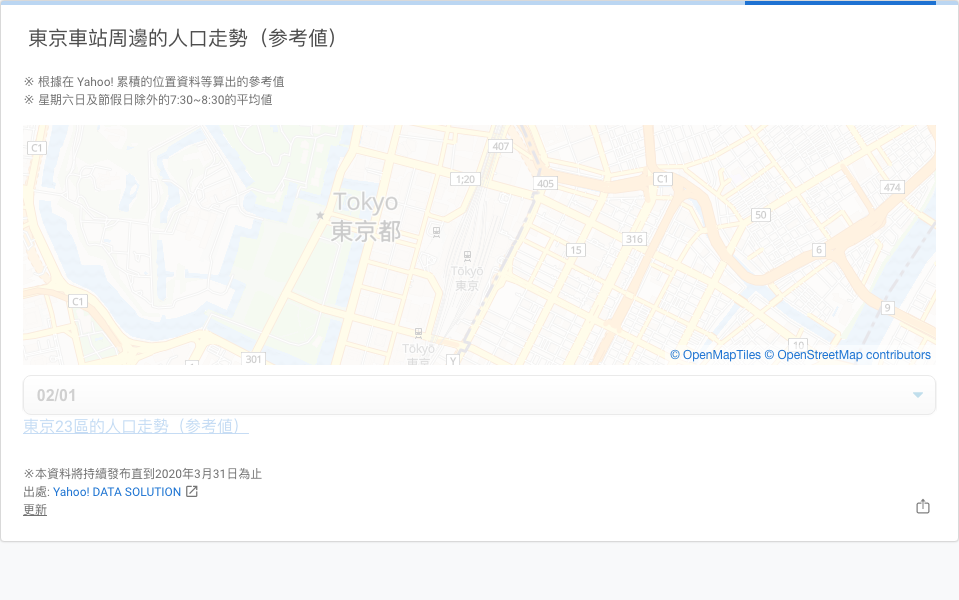 東京車站周邊的人口走勢（參考値）
※ 根據在 Yahoo! 累積的位置資料等算出的參考值
※ 星期六日及節假日除外的7:30~8:30的平均値
C1
407
1;20
405
C1
474
Tokyo
東京都
50
316
15
6
Tōkyō
東京
C1
9
10
Tōkyō
東京
301
1
Y
© OpenMapTiles © OpenStreetMap contributors
02/01
東京23區的人口走勢（參考値）
※本資料將持續發布直到2020年3月31日為止
出處: Yahoo! DATA SOLUTION
更新